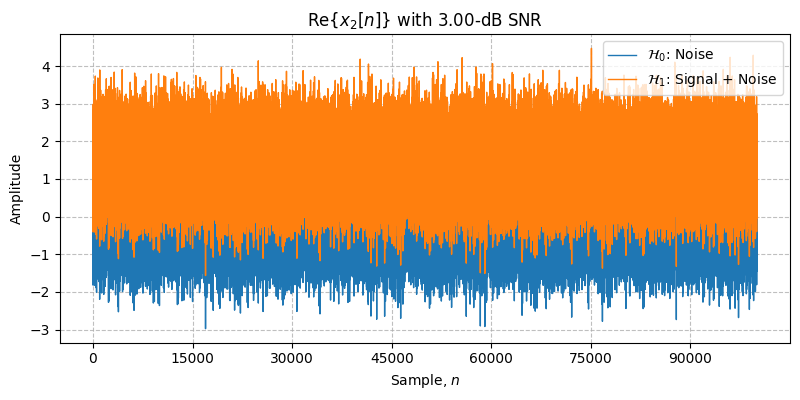 Re{x₂[n]} with 3.00-dB SNR
ℋ₀: Noise
ℋ₁: Signal + Noise
Amplitude
4
3
2
1
0
−1
−2
−3
0 15000 30000 45000 60000 75000 90000
Sample, n